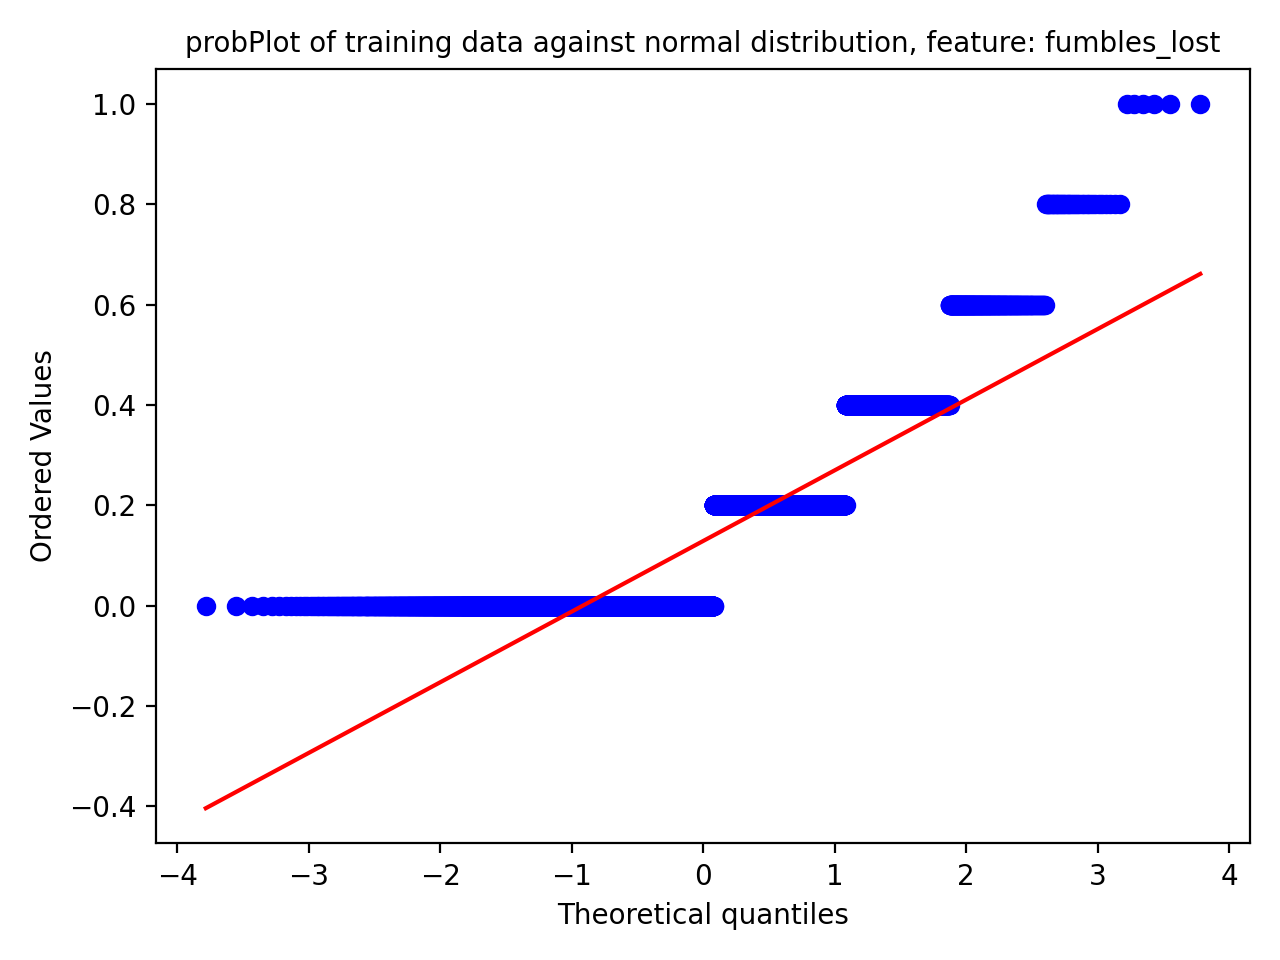 probPlot of training data against normal distribution, feature: fumbles_lost
1.0
0.8
0.6
0.4
0.2
0.0
−0.2
−0.4
Ordered Values
−4 −3 −2 −1 0 1 2 3 4
Theoretical quantiles